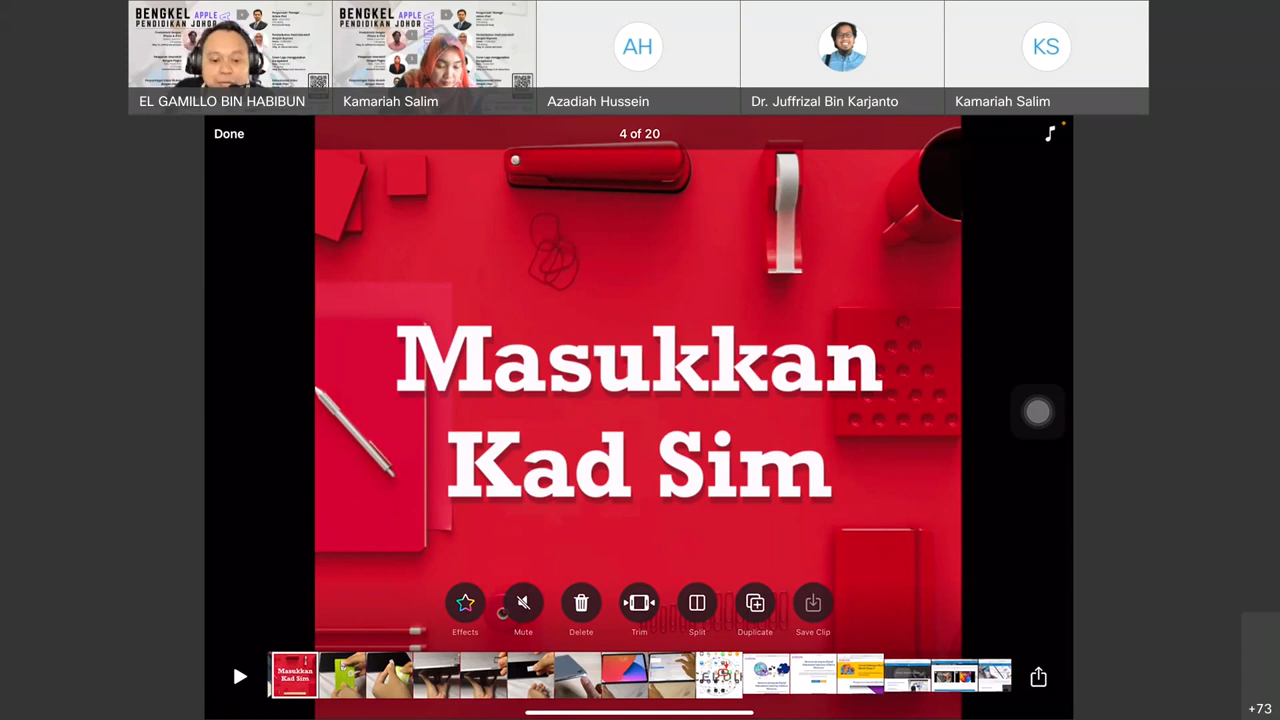 BENGKEL APPLE
PENDIDIKAN JOHOR
BENGKEL APPLE
PENDIDIKAN JOHOR
AH
KS
EL GAMILLO BIN HABIBUN
Kamariah Salim
Azadiah Hussein
Dr. Juffrizal Bin Karjanto
Kamariah Salim
Done
4 of 20
Masukkan
Kad Sim
Effects
Mute
Delete
Trim
Split
Duplicate
Save Clip
Masukkan
Kad Sim
+73